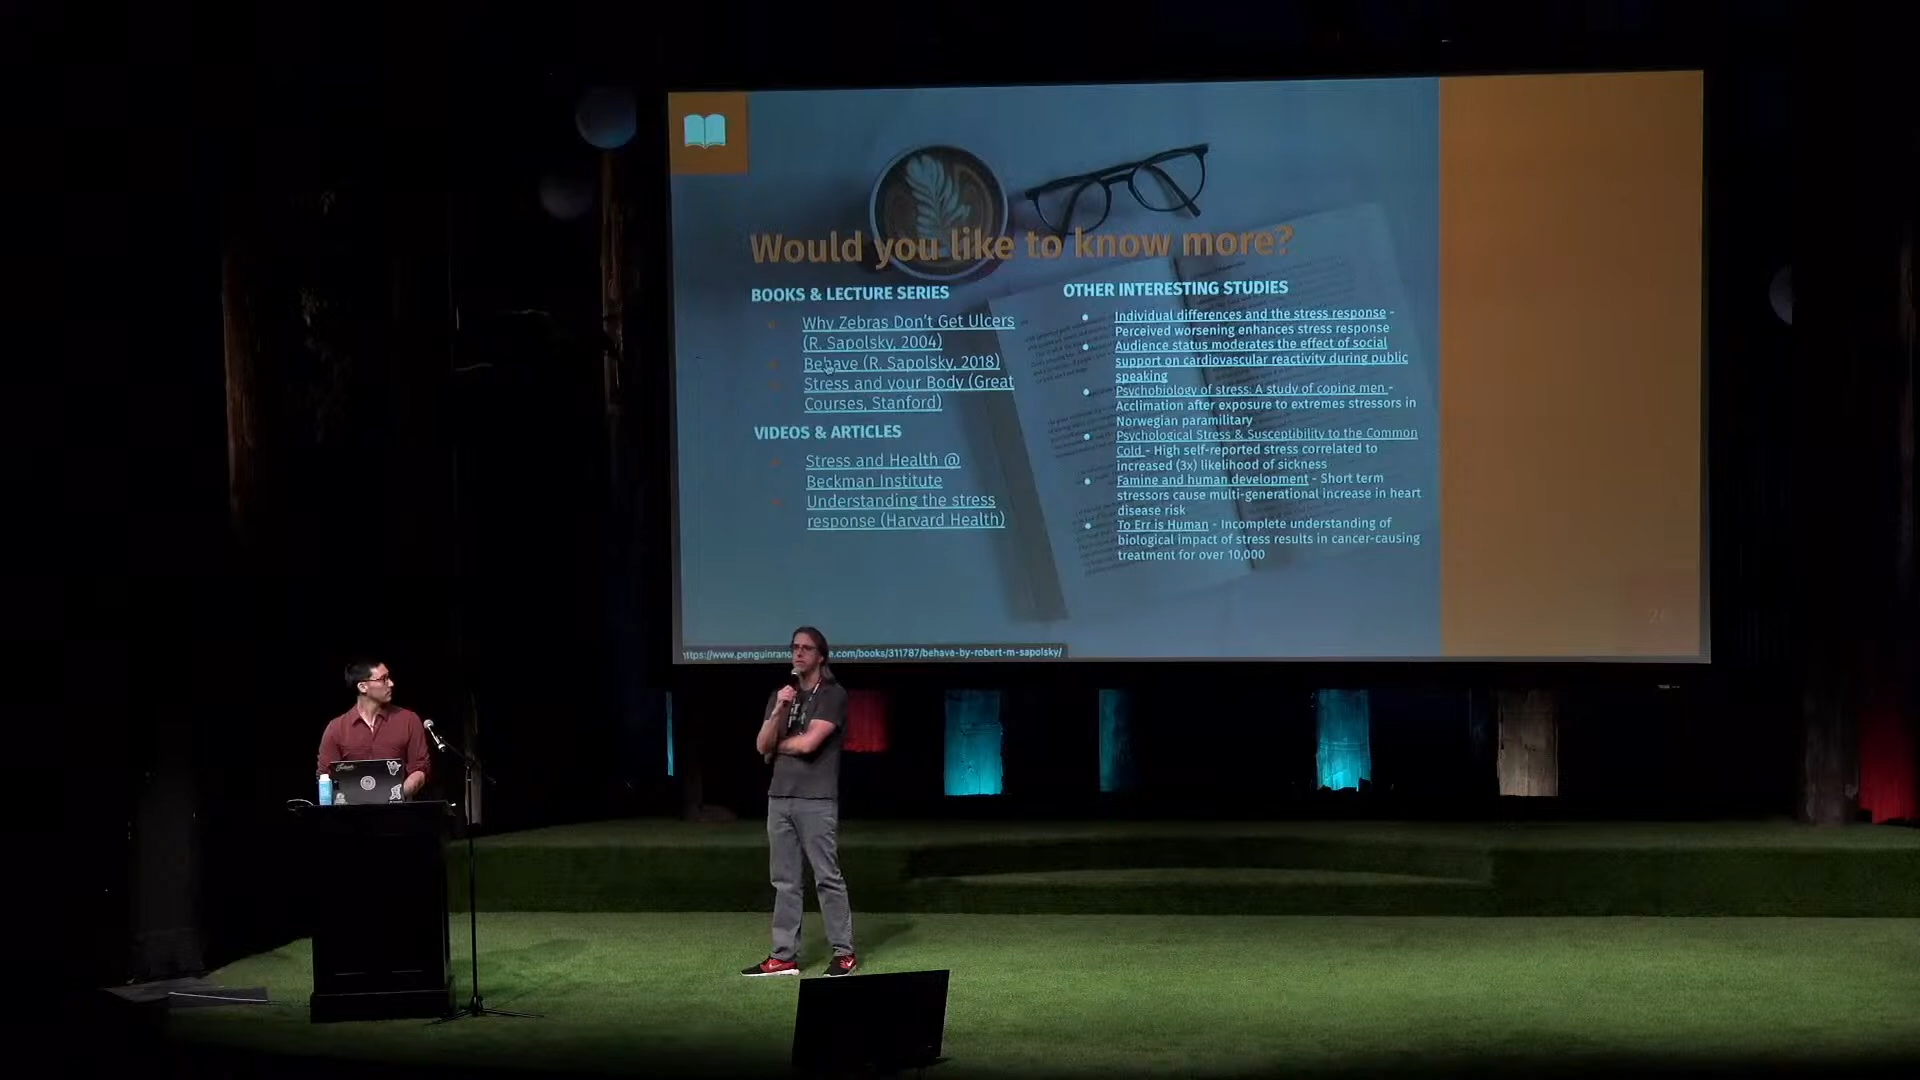 Would you like to know more?
BOOKS & LECTURE SERIES
Why Zebras Don't Get Ulcers
(R. Sapolsky, 2004)
Behave (R. Sapolsky, 2018)
Stress and your Body (Great
Courses, Stanford)
VIDEOS & ARTICLES
Stress and Health @
Beckman Institute
Understanding the stress
response (Harvard Health)
OTHER INTERESTING STUDIES
Individual differences and the stress response -
Perceived worsening enhances stress response
Audience status moderates the effect of social
support on cardiovascular reactivity during public
speaking
Psychobiology of stress: A study of coping men -
Acclimation after exposure to extremes stressors in
Norwegian paramilitary
Psychological Stress & Susceptibility to the Common
Cold - High self-reported stress correlated to
increased (3x) likelihood of sickness
Famine and human development - Short term
stressors cause multi-generational increase in heart
disease risk
To Err is Human - Incomplete understanding of
biological impact of stress results in cancer-causing
treatment for over 10,000
.com/books/311787/behave-by-robert-m-sapolsky/